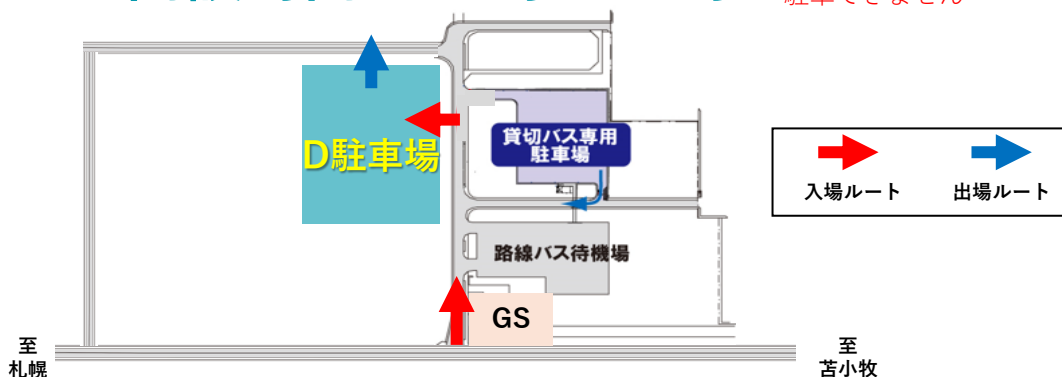 駐車できません
D駐車場
貸切バス専用
駐車場
入場ルート
出場ルート
路線バス待機場
GS
至
札幌
至
苫小牧